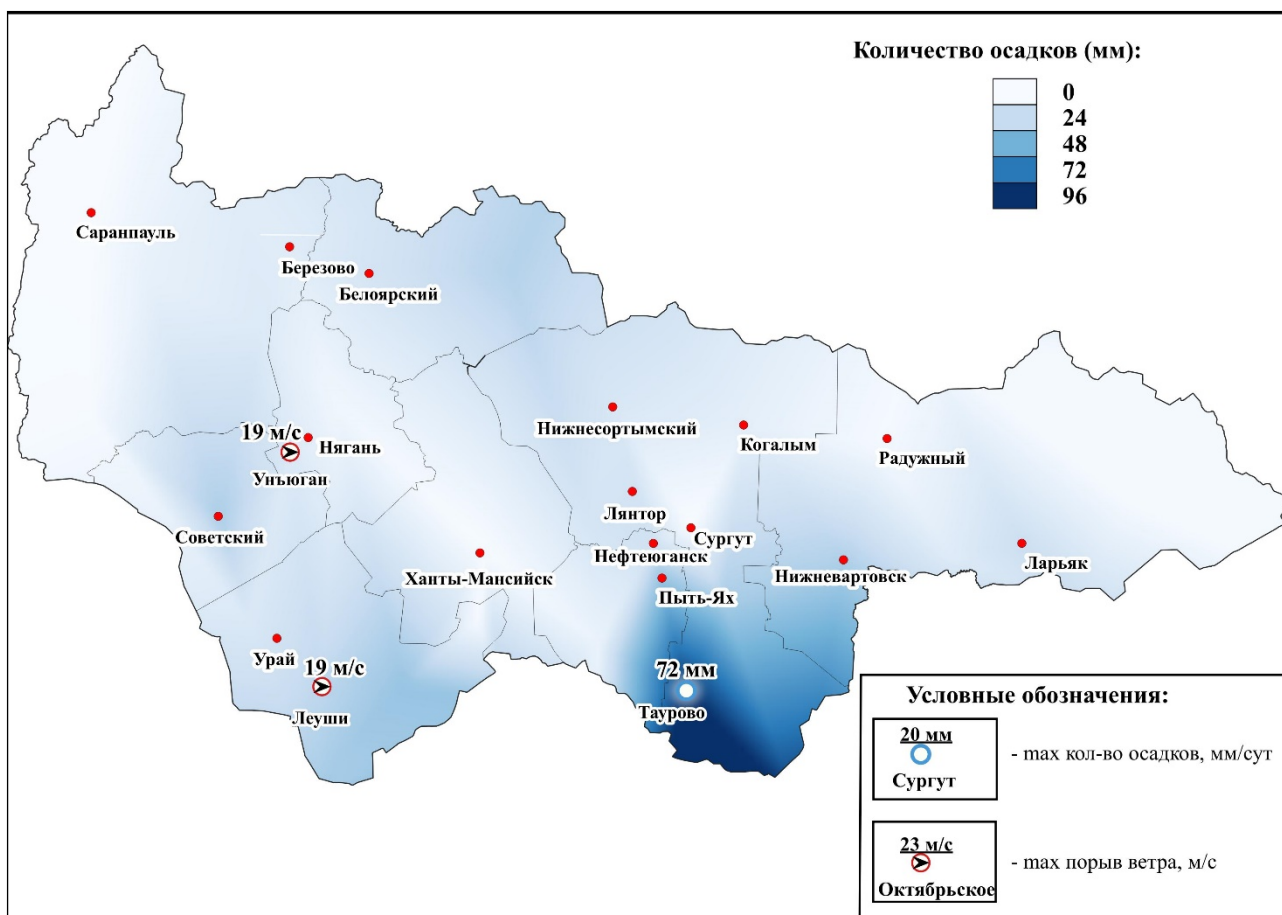 Количество осадков (мм):
0
24
48
72
96
Саранпауль
Березово
Белоярский
19 м/с
Нягань
Унъюган
Нижнесортымский
Когалым
Радужный
Советский
Лянтор
Сургут
Нефтеюганск
Ханты-Мансийск
Пыть-Ях
Нижневартовск
Ларьяк
Урай
19 м/с
Леуши
72 мм
Таурово
Условные обозначения:
20 мм
Сургут
- max кол-во осадков, мм/сут
23 м/с
Октябрьское
- max порыв ветра, м/с